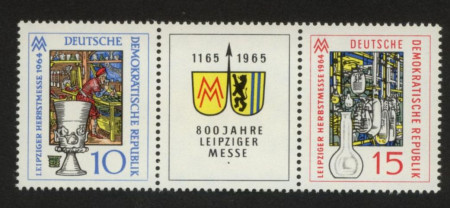 DEUTSCHE
DEMOKRATISCHE REPUBLIK
LEIPZIGER HERBSTMESSE 1964
10
1165 1965
MM
800 JAHRE
LEIPZIGER
MESSE
DEUTSCHE
DEMOKRATISCHE REPUBLIK
LEIPZIGER HERBSTMESSE 1964
15